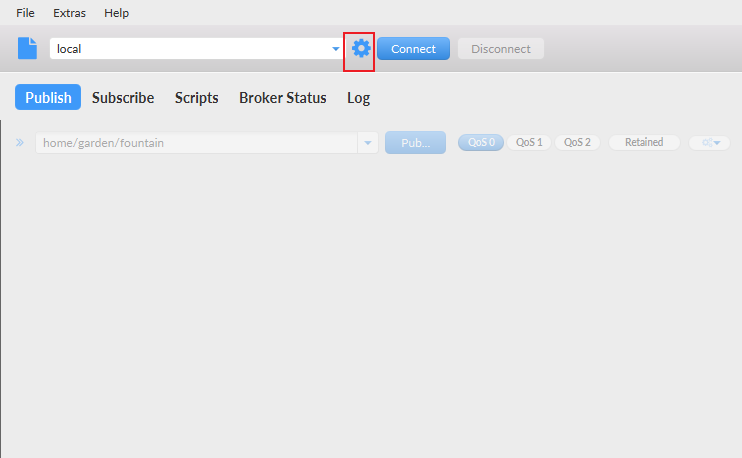 File Extras Help
local Connect Disconnect
Publish Subscribe Scripts Broker Status Log
home/garden/fountain Pub... QoS 0 QoS 1 QoS 2 Retained